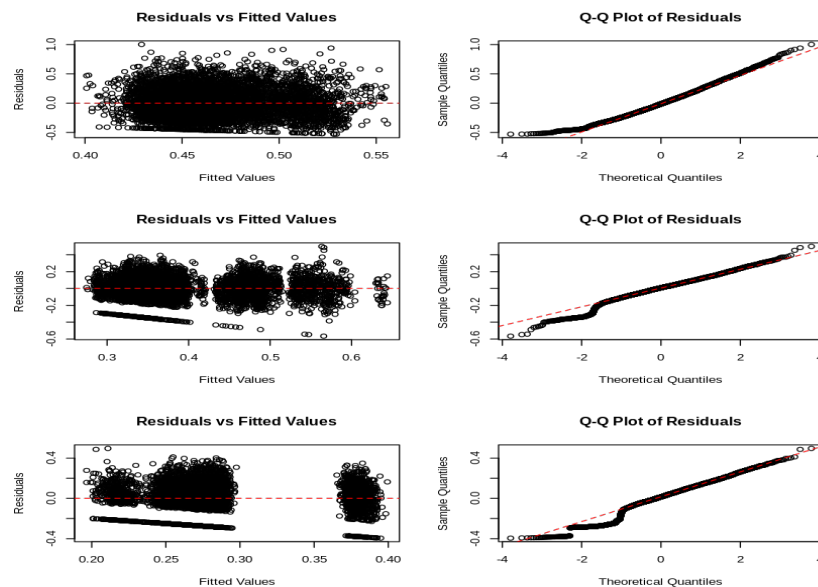 Residuals vs Fitted Values
Q-Q Plot of Residuals
Residuals
-0.5 0.0 0.5 1.0
0.40 0.45 0.50 0.55
Fitted Values
Sample Quantiles
-0.5 0.0 0.5 1.0
-4 -2 0 2 4
Theoretical Quantiles
Residuals vs Fitted Values
Q-Q Plot of Residuals
Residuals
-0.6 -0.2 0.2
0.3 0.4 0.5 0.6
Fitted Values
Sample Quantiles
-0.6 -0.2 0.2
-4 -2 0 2 4
Theoretical Quantiles
Residuals vs Fitted Values
Q-Q Plot of Residuals
Residuals
-0.4 0.0 0.4
0.20 0.25 0.30 0.35 0.40
Fitted Values
Sample Quantiles
-0.4 0.0 0.4
-4 -2 0 2 4
Theoretical Quantiles